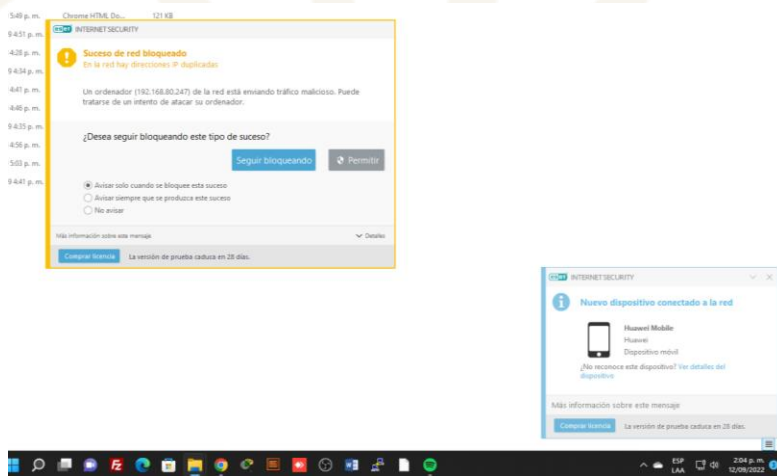 5:49 p. m. Chrome HTML Do... 121 KB
9 4:51 p. m.
4:28 p. m.
9 4:54 p. m.
4:41 p. m.
4:46 p. m.
9 4:35 p. m.
4:56 p. m.
5:03 p. m.
9 4:41 p. m.
eset INTERNET SECURITY
Suceso de red bloqueado
En la red hay direcciones IP duplicadas
Un ordenador (192.168.80.247) de la red está enviando tráfico malicioso. Puede
tratarse de un intento de atacar su ordenador.
¿Desea seguir bloqueando este tipo de suceso?
Seguir bloqueando Permitir
Avisar solo cuando se bloquee esta suceso
Avisar siempre que se produzca este suceso
No avisar
Más información sobre este mensaje Detalles
Comprar licencia La versión de prueba caduca en 28 días.
eset INTERNET SECURITY
Nuevo dispositivo conectado a la red
Huawei Mobile
Huawei
Dispositivo móvil
¿No reconoce este dispositivo? Ver detalles del
dispositivo
Más información sobre este mensaje
Comprar licencia La versión de prueba caduca en 28 días.
ESP 2:04 p. m.
LAA 12/09/2022